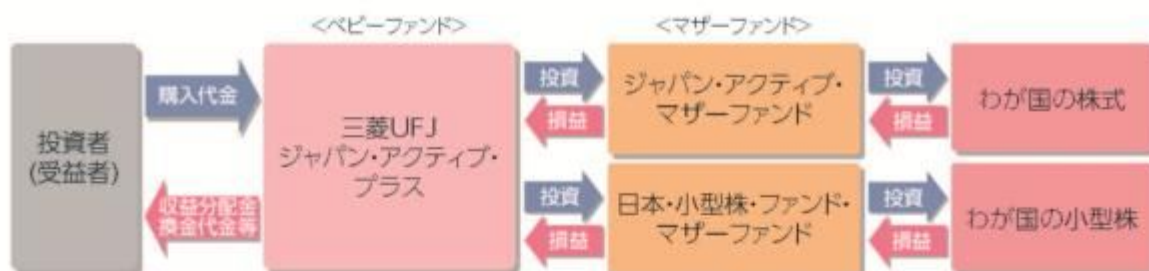 <ベビーファンド>
<マザーファンド>
投資者
(受益者)
購入代金
収益分配金
換金代金等
三菱UFJ
ジャパン・アクティブ・
プラス
投資
損益
ジャパン・アクティブ・
マザーファンド
投資
損益
わが国の株式
投資
損益
日本・小型株・ファンド・
マザーファンド
投資
損益
わが国の小型株